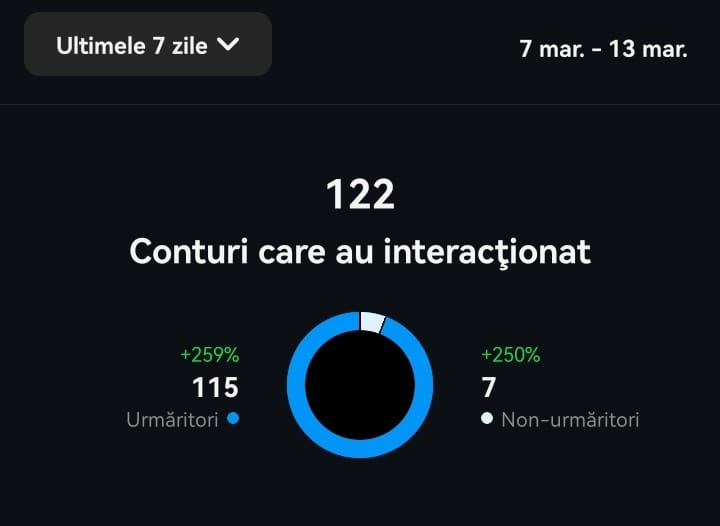 Ultimele 7 zile
7 mar. - 13 mar.
122
Conturi care au interacţionat
+259%
115
Urmăritori
+250%
7
Non-urmăritori